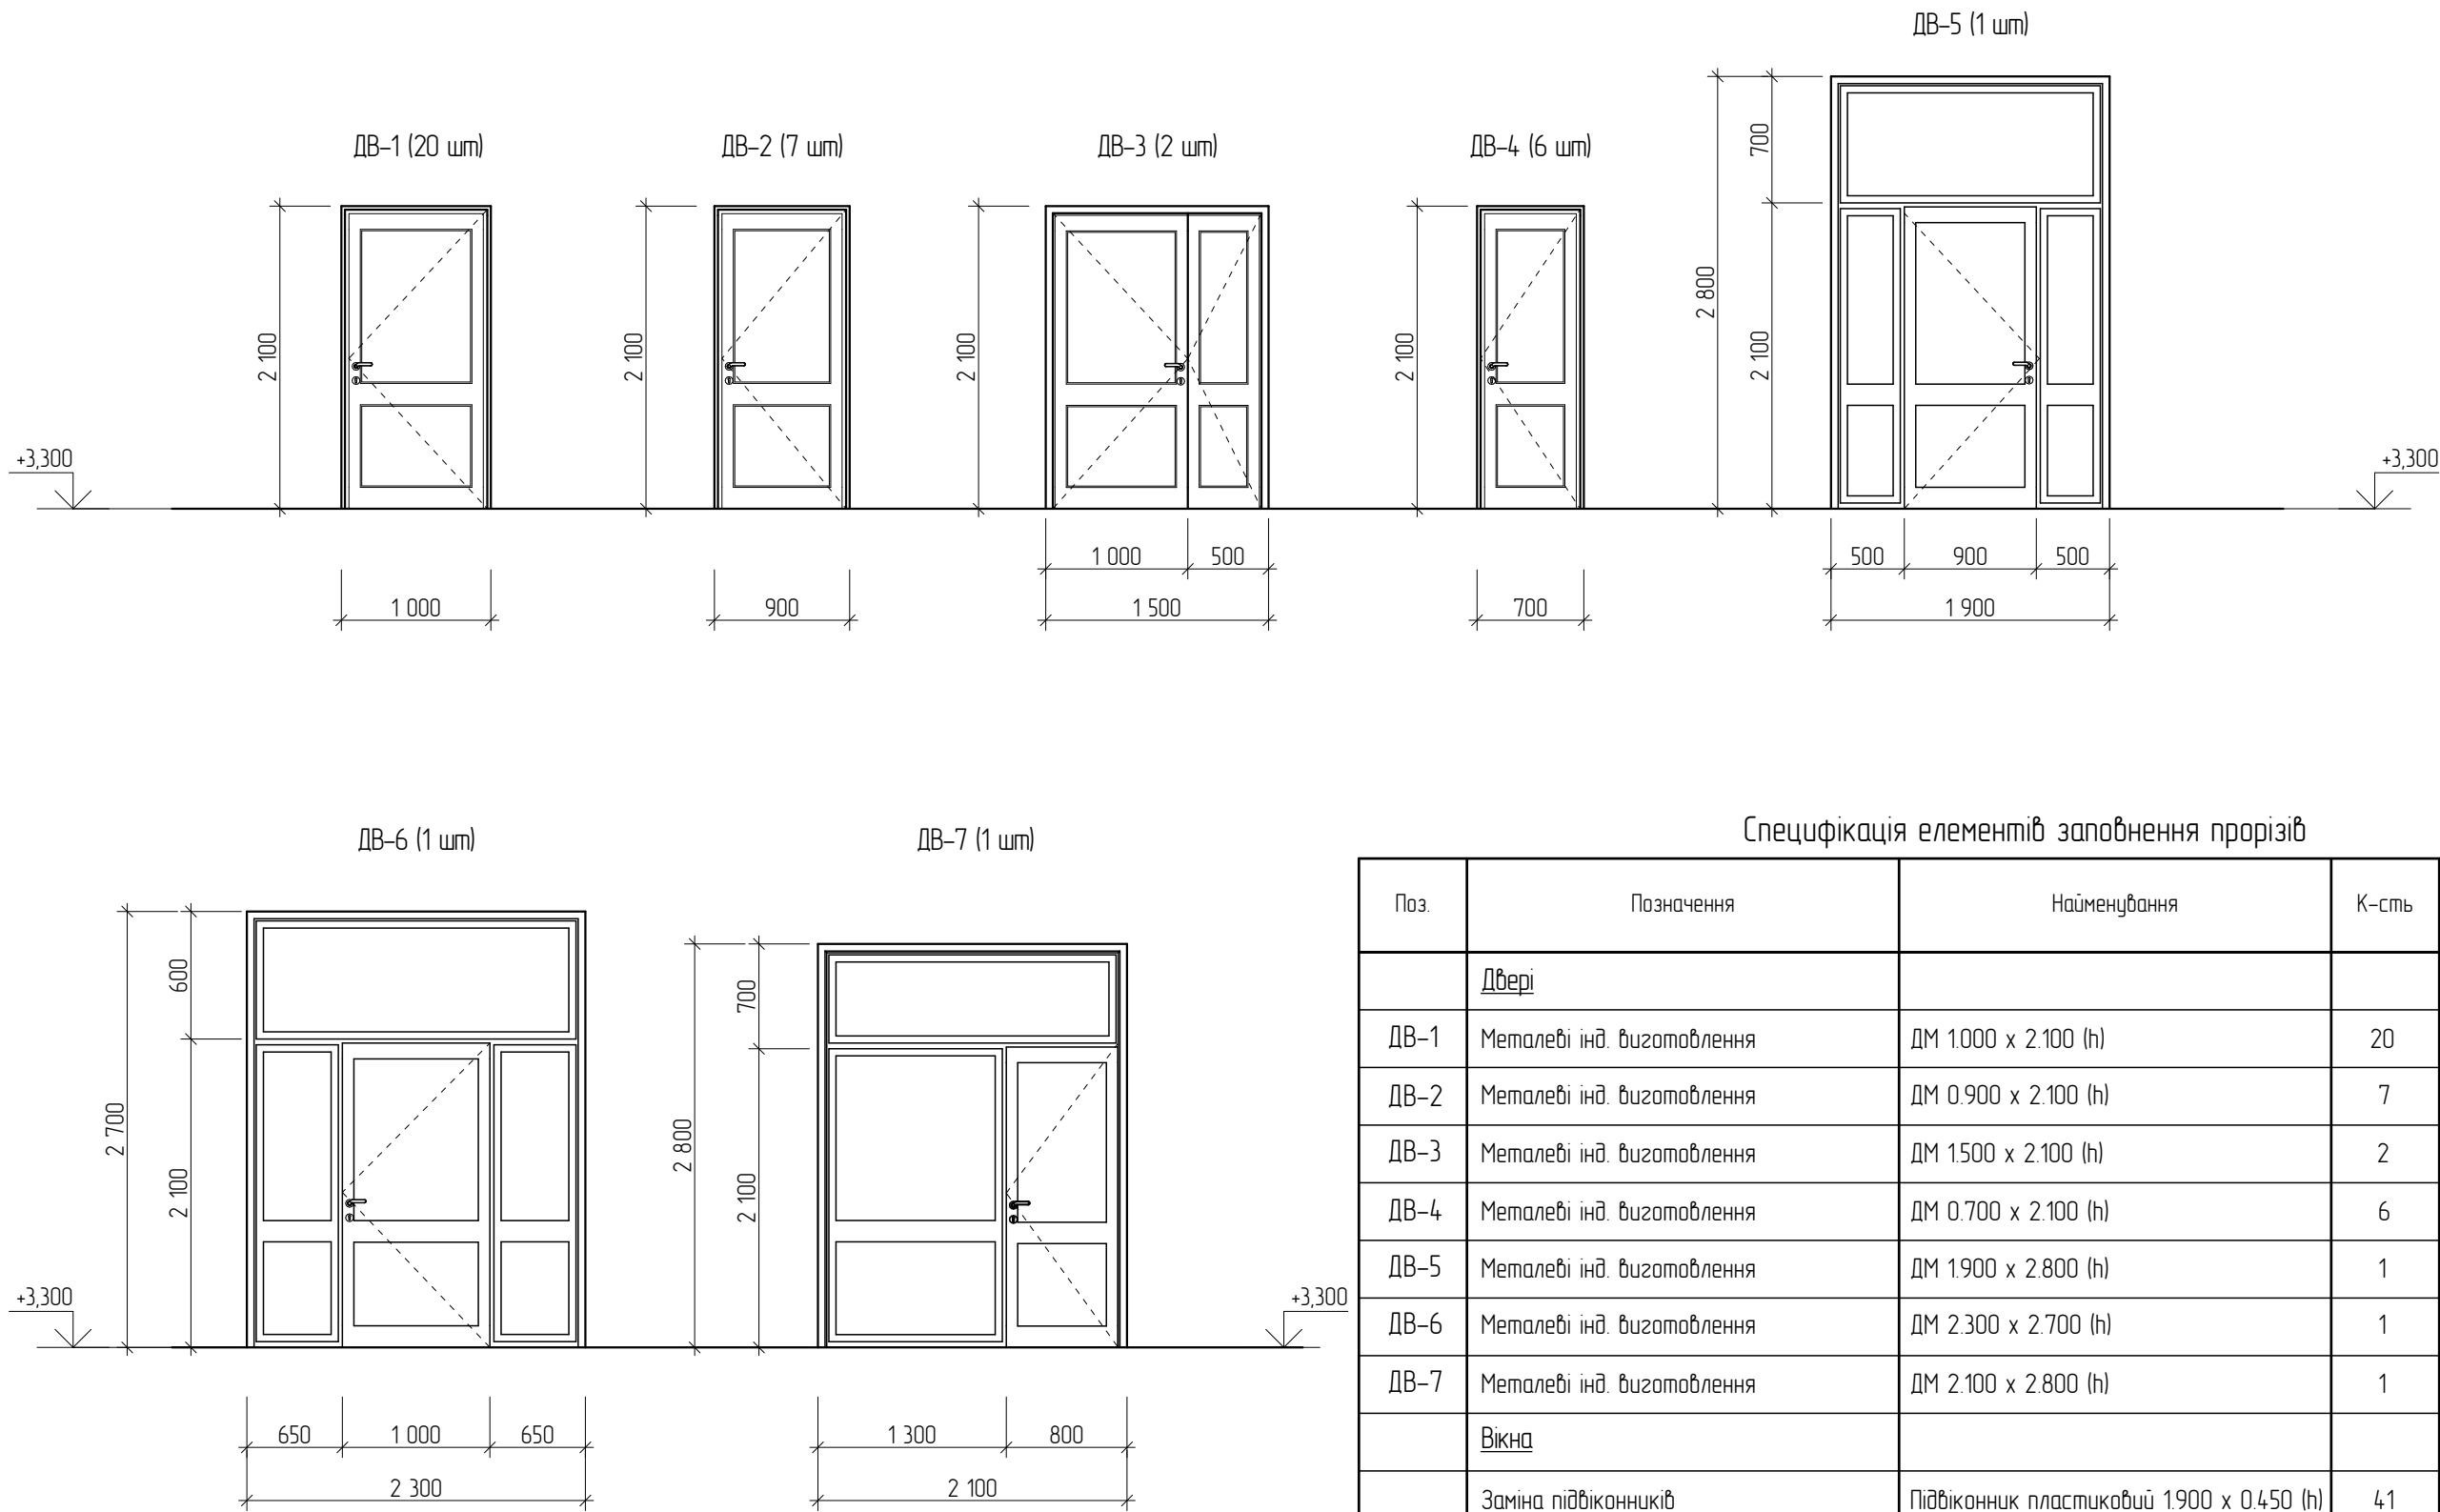 ДВ-5 (1 шт)
ДВ-1 (20 шт)
ДВ-2 (7 шт)
ДВ-3 (2 шт)
ДВ-4 (6 шт)
2 100
2 100
2 100
2 100
2 800
700
2 100
+3,300
+3,300
1 000
500
500
900
500
1 000
900
1 500
700
1 900
ДВ-6 (1 шт)
ДВ-7 (1 шт)
2 700
600
2 100
2 800
700
2 100
+3,300
+3,300
650
1 000
650
1 300
800
2 300
2 100
Специфікація елементів заповнення прорізів
Поз. Позначення Найменування К-сть
Двері
ДВ-1 Металеві інд. виготовлення ДМ 1.000 х 2.100 (h) 20
ДВ-2 Металеві інд. виготовлення ДМ 0.900 х 2.100 (h) 7
ДВ-3 Металеві інд. виготовлення ДМ 1.500 х 2.100 (h) 2
ДВ-4 Металеві інд. виготовлення ДМ 0.700 х 2.100 (h) 6
ДВ-5 Металеві інд. виготовлення ДМ 1.900 х 2.800 (h) 1
ДВ-6 Металеві інд. виготовлення ДМ 2.300 х 2.700 (h) 1
ДВ-7 Металеві інд. виготовлення ДМ 2.100 х 2.800 (h) 1
Вікна
Заміна підвіконників Підвіконник пластиковий 1.900 х 0.450 (h) 41